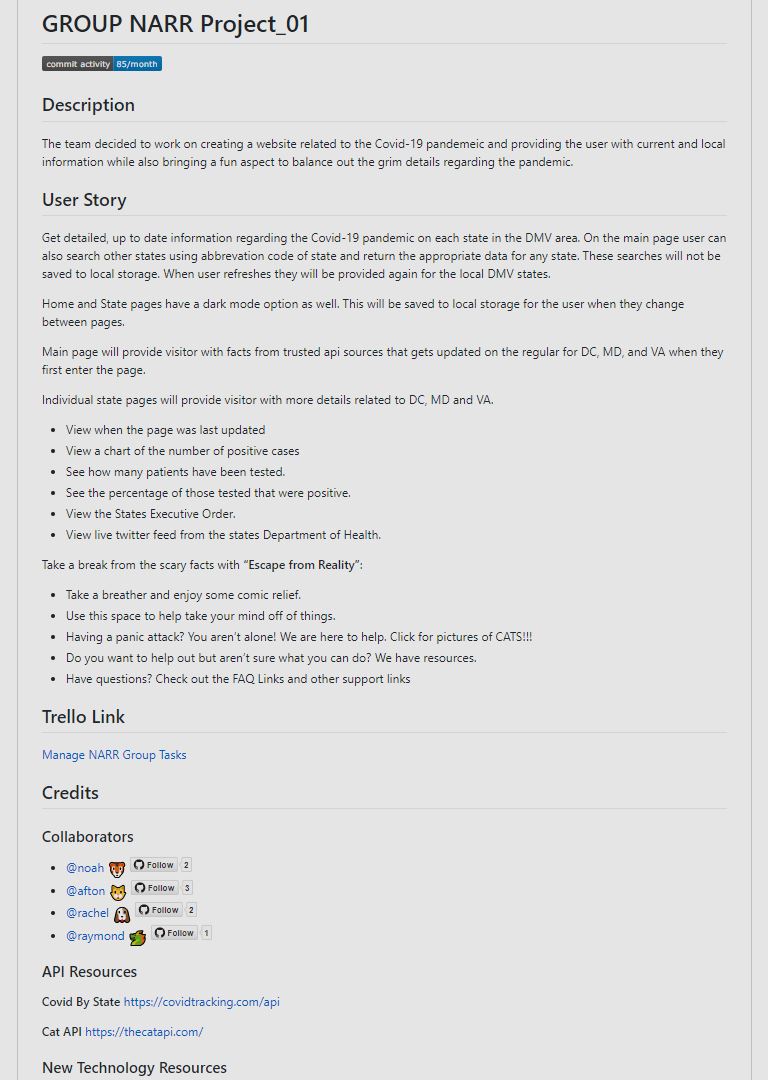 GROUP NARR Project_01
commit activity 85/month
Description
The team decided to work on creating a website related to the Covid-19 pandemeic and providing the user with current and local
information while also bringing a fun aspect to balance out the grim details regarding the pandemic.
User Story
Get detailed, up to date information regarding the Covid-19 pandemic on each state in the DMV area. On the main page user can
also search other states using abbrevation code of state and return the appropriate data for any state. These searches will not be
saved to local storage. When user refreshes they will be provided again for the local DMV states.
Home and State pages have a dark mode option as well. This will be saved to local storage for the user when they change
between pages.
Main page will provide visitor with facts from trusted api sources that gets updated on the regular for DC, MD, and VA when they
first enter the page.
Individual state pages will provide visitor with more details related to DC, MD and VA.
• View when the page was last updated
• View a chart of the number of positive cases
• See how many patients have been tested.
• See the percentage of those tested that were positive.
• View the States Executive Order.
• View live twitter feed from the states Department of Health.
Take a break from the scary facts with “Escape from Reality”:
• Take a breather and enjoy some comic relief.
• Use this space to help take your mind off of things.
• Having a panic attack? You aren’t alone! We are here to help. Click for pictures of CATS!!!
• Do you want to help out but aren’t sure what you can do? We have resources.
• Have questions? Check out the FAQ Links and other support links
Trello Link
Manage NARR Group Tasks
Credits
Collaborators
• @noah Follow 2
• @afton Follow 3
• @rachel Follow 2
• @raymond Follow 1
API Resources
Covid By State https://covidtracking.com/api
Cat API https://thecatapi.com/
New Technology Resources